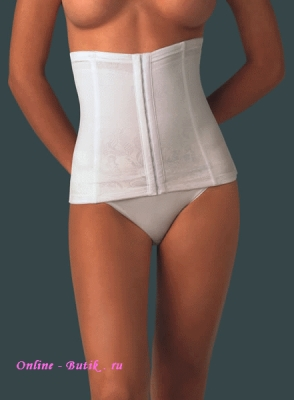 Online - Butik . ru